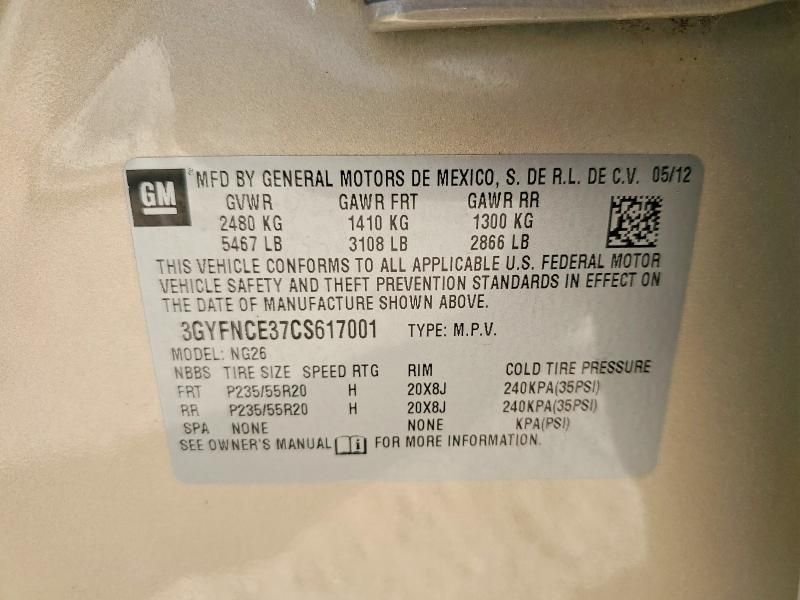 GM
® MFD BY GENERAL MOTORS DE MEXICO, S. DE R.L. DE C.V. 05/12
GVWR GAWR FRT GAWR RR
2480 KG 1410 KG 1300 KG
5467 LB 3108 LB 2866 LB
THIS VEHICLE CONFORMS TO ALL APPLICABLE U.S. FEDERAL MOTOR
VEHICLE SAFETY AND THEFT PREVENTION STANDARDS IN EFFECT ON
THE DATE OF MANUFACTURE SHOWN ABOVE.
3GYFNCE37CS617001 TYPE: M.P.V.
MODEL: NG26
NBBS TIRE SIZE SPEED RTG RIM COLD TIRE PRESSURE
FRT P235/55R20 H 20X8J 240KPA(35PSI)
RR P235/55R20 H 20X8J 240KPA(35PSI)
SPA NONE NONE KPA(PSI)
SEE OWNER'S MANUAL i FOR MORE INFORMATION.